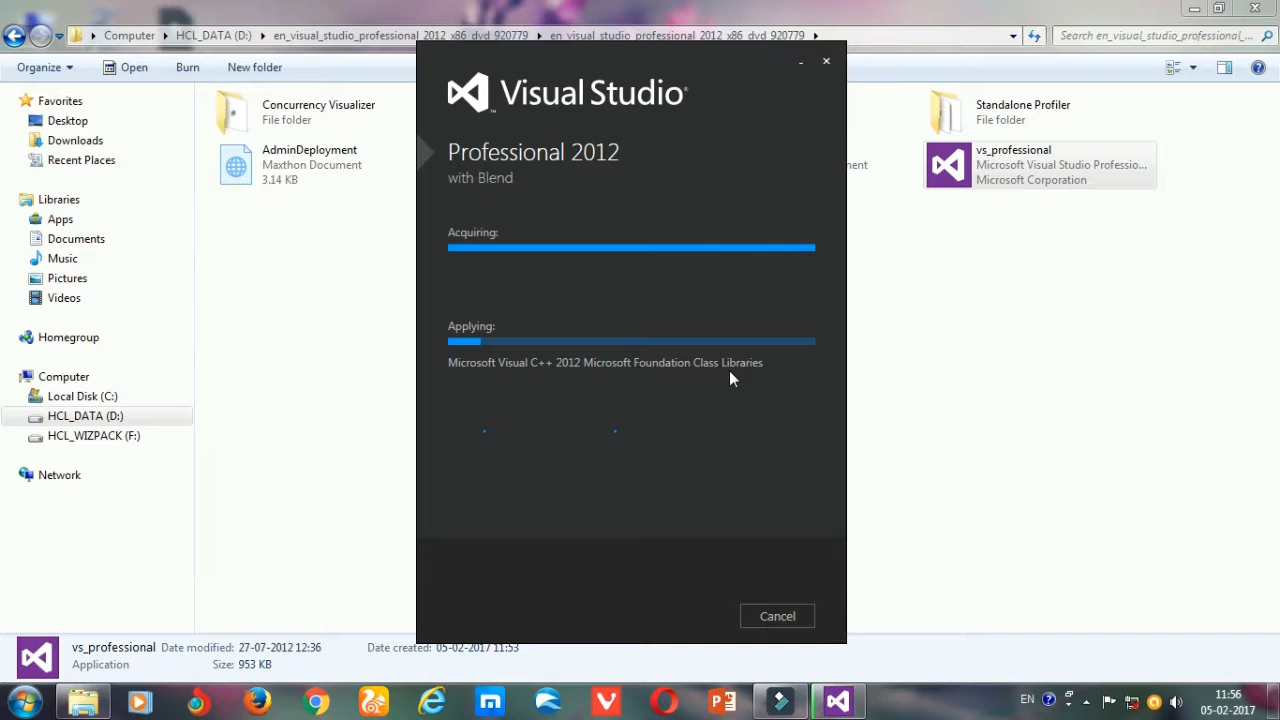 Computer ▸ HCL_DATA (D:) ▸ en_visual_studio_professional_2012_x86_dvd_920779 ▸ en_visual_studio_professional_2012_x86_dvd_920779 ▸
Search en_visual_studio_professional_...
Organize Open Burn New folder
Favorites
Desktop
Downloads
Recent Places
Libraries
Apps
Documents
Music
Pictures
Videos
Homegroup
Computer
Local Disk (C:)
HCL_DATA (D:)
HCL_WIZPACK (F:)
Network
Concurrency Visualizer
File folder
AdminDeployment
Maxthon Document
3.14 KB
Standalone Profiler
File folder
vs_professional
Microsoft Visual Studio Professio...
Microsoft Corporation
Visual Studio
Professional 2012
with Blend
Acquiring:
Applying:
Microsoft Visual C++ 2012 Microsoft Foundation Class Libraries
Cancel
vs_professional Date modified: 27-07-2012 12:36 Date created: 05-02-2017 11:53
Application Size: 953 KB
EN
11:56
05-02-2017